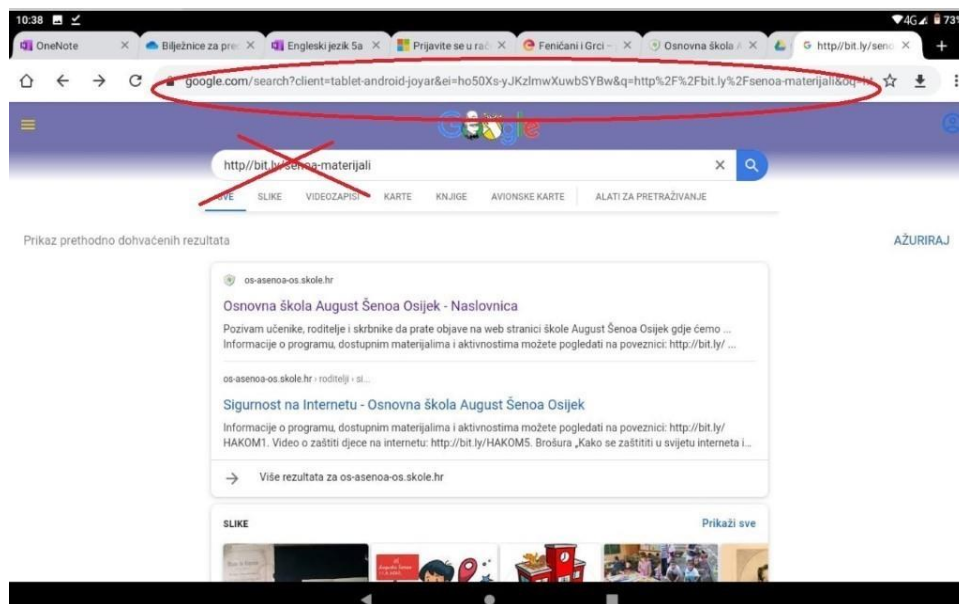 10:38 4G 73%
OneNote Bilježnice za pre Engleski jezik 5a Prijavite se u rač Feničani i Grci - Osnovna škola A http//bit.ly/seno
google.com/search?client=tablet-android-joyar&ei=ho50Xs-yJKzlmwXuwbSYBw&q=http%2F%2Fbit.ly%2Fsenoa-materijali&oq=ht
Google
http//bit.ly/senoa-materijali
SVE SLIKE VIDEOZAPISI KARTE KNJIGE AVIONSKE KARTE ALATI ZA PRETRAŽIVANJE
Prikaz prethodno dohvaćenih rezultata AŽURIRAJ
os-asenoa-os.skole.hr
Osnovna škola August Šenoa Osijek - Naslovnica
Pozivam učenike, roditelje i skrbnike da prate objave na web stranici škole August Šenoa Osijek gdje ćemo ...
Informacije o programu, dostupnim materijalima i aktivnostima možete pogledati na poveznici: http://bit.ly/ ...
os-asenoa-os.skole.hr › roditelji › si...
Sigurnost na Internetu - Osnovna škola August Šenoa Osijek
Informacije o programu, dostupnim materijalima i aktivnostima možete pogledati na poveznici: http://bit.ly/
HAKOM1. Video o zaštiti djece na internetu: http://bit.ly/HAKOM5. Brošura „Kako se zaštititi u svijetu interneta i...
Više rezultata za os-asenoa-os.skole.hr
SLIKE Prikaži sve